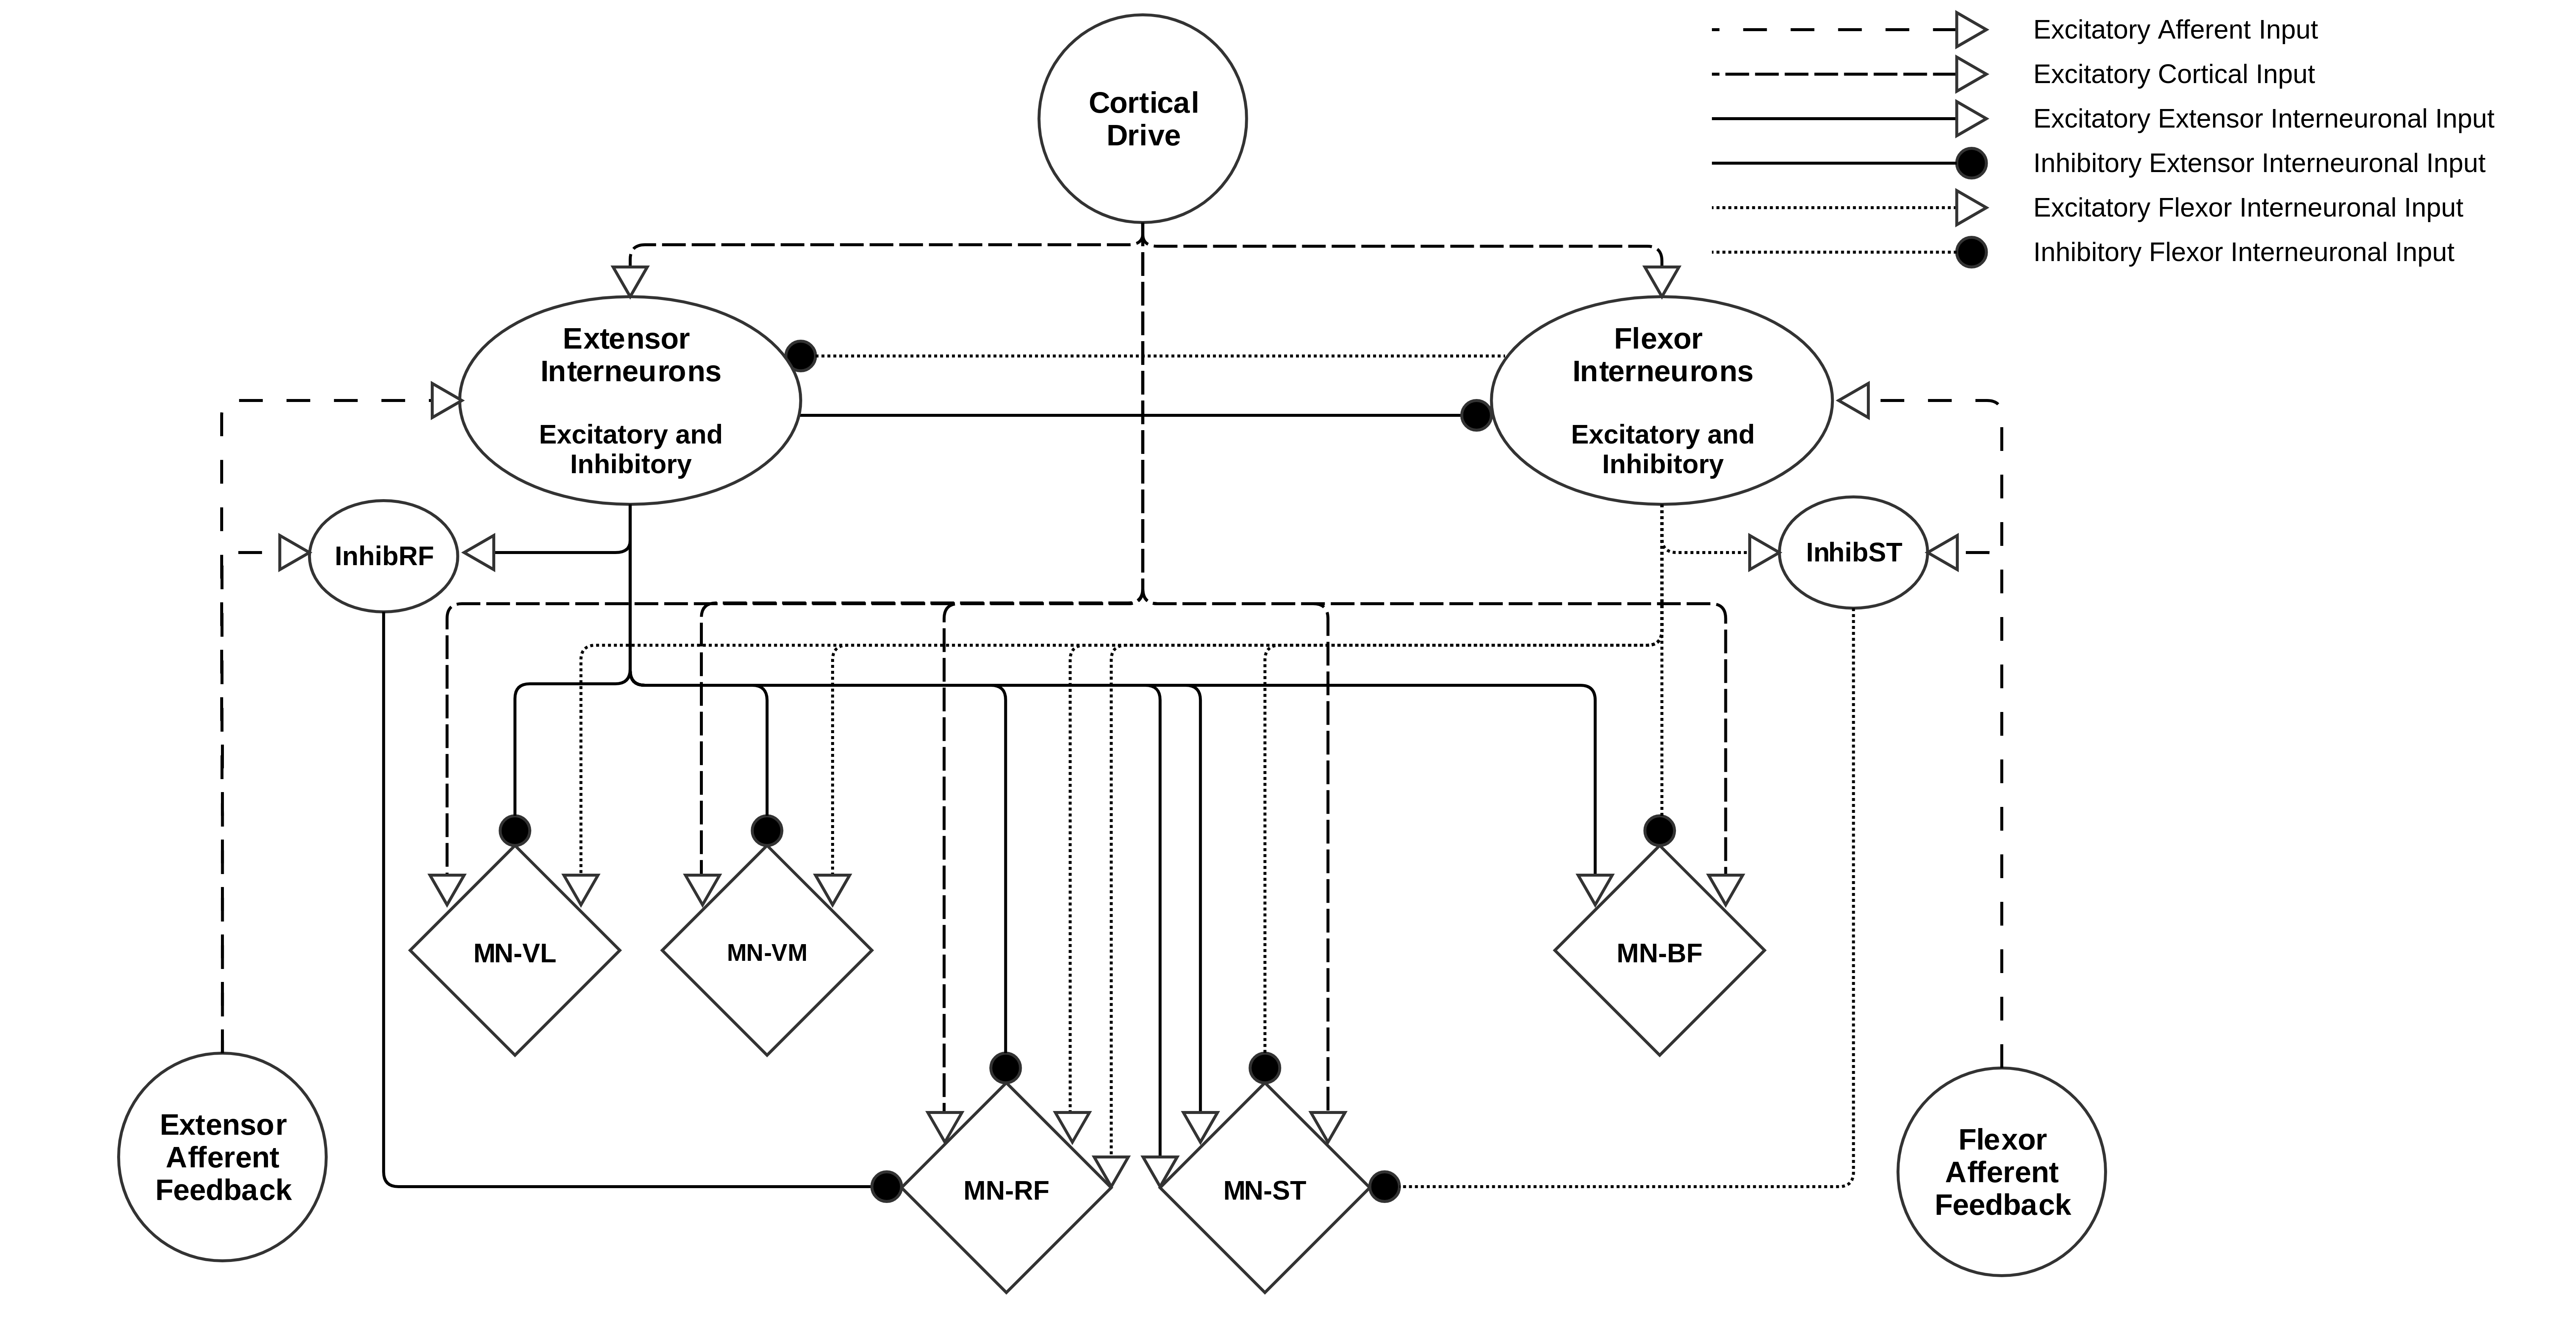 Cortical
Drive
Excitatory Afferent Input
Excitatory Cortical Input
Excitatory Extensor Interneuronal Input
Inhibitory Extensor Interneuronal Input
Excitatory Flexor Interneuronal Input
Inhibitory Flexor Interneuronal Input
Extensor
Interneurons
Excitatory and
Inhibitory
Flexor
Interneurons
Excitatory and
Inhibitory
InhibRF
InhibST
MN-VL
MN-VM
MN-BF
Extensor
Afferent
Feedback
MN-RF
MN-ST
Flexor
Afferent
Feedback